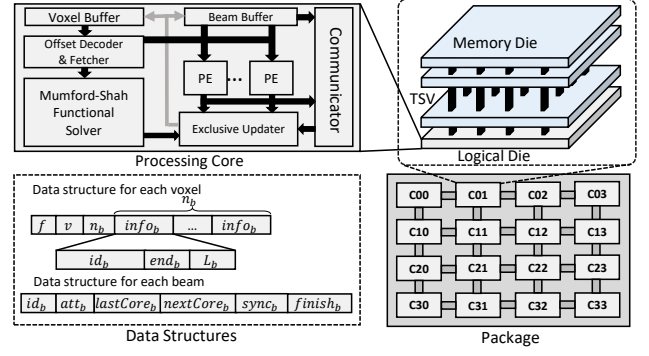 Voxel Buffer
Beam Buffer
Offset Decoder
& Fetcher
PE
...
PE
Mumford-Shah
Functional
Solver
Exclusive Updater
Communicator
Processing Core
Memory Die
TSV
Logical Die
Data structure for each voxel
n_b
f v n_b info_b ... info_b
id_b end_b L_b
Data structure for each beam
id_b att_b lastCore_b nextCore_b sync_b finish_b
Data Structures
C00 C01 C02 C03
C10 C11 C12 C13
C20 C21 C22 C23
C30 C31 C32 C33
Package